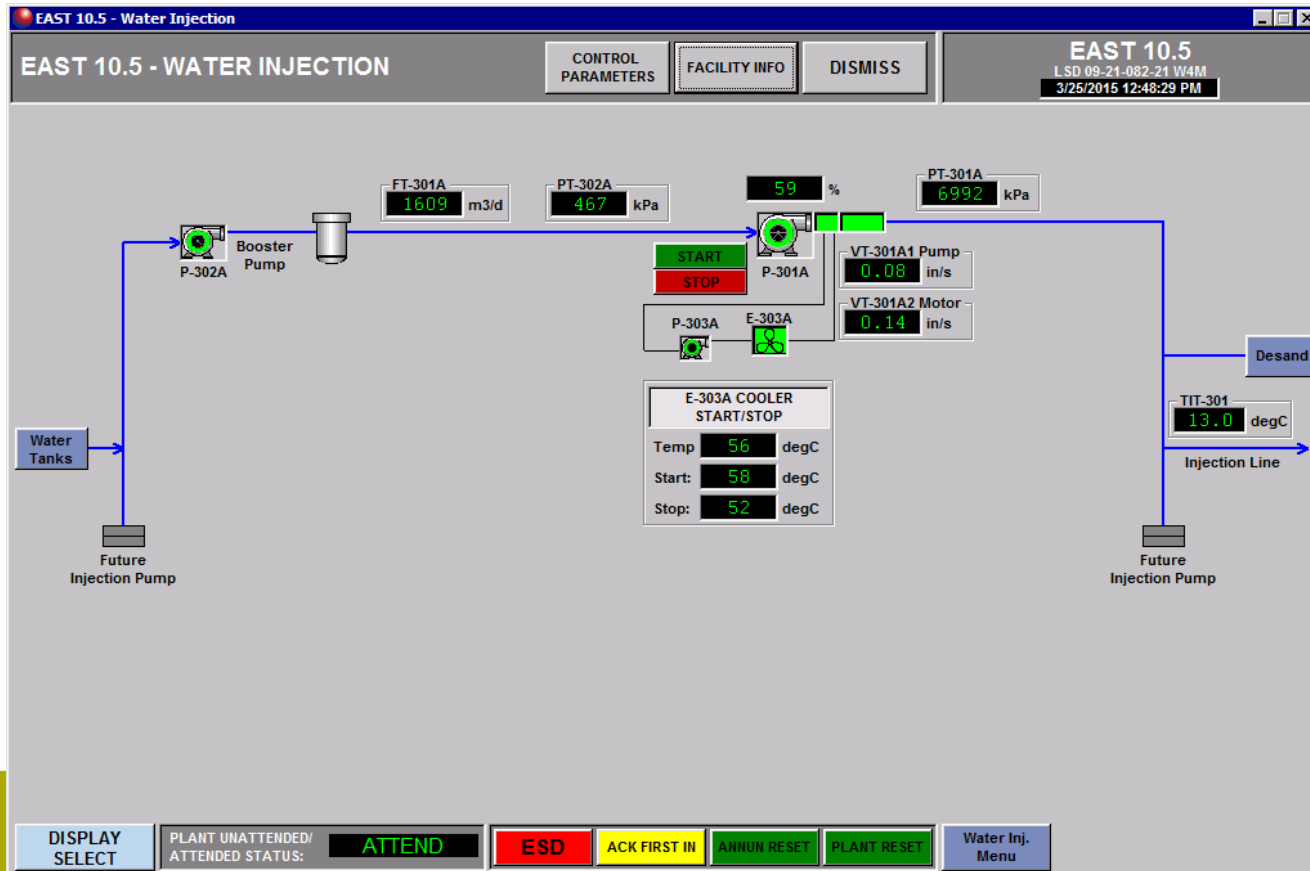 EAST 10.5 - Water Injection
EAST 10.5 - WATER INJECTION
CONTROL
PARAMETERS
FACILITY INFO
DISMISS
EAST 10.5
LSD 09-21-082-21 W4M
3/25/2015 12:48:29 PM
FT-301A
1609 m3/d
PT-302A
467 kPa
59 %
PT-301A
6992 kPa
P-302A
Booster
Pump
START
STOP
P-301A
VT-301A1 Pump
0.08 in/s
VT-301A2 Motor
0.14 in/s
P-303A
E-303A
Desand
E-303A COOLER
START/STOP
Temp 56 degC
Start: 58 degC
Stop: 52 degC
TIT-301
13.0 degC
Injection Line
Water
Tanks
Future
Injection Pump
Future
Injection Pump
DISPLAY
SELECT
PLANT UNATTENDED/
ATTENDED STATUS:
ATTEND
ESD
ACK FIRST IN
ANNUN RESET
PLANT RESET
Water Inj.
Menu